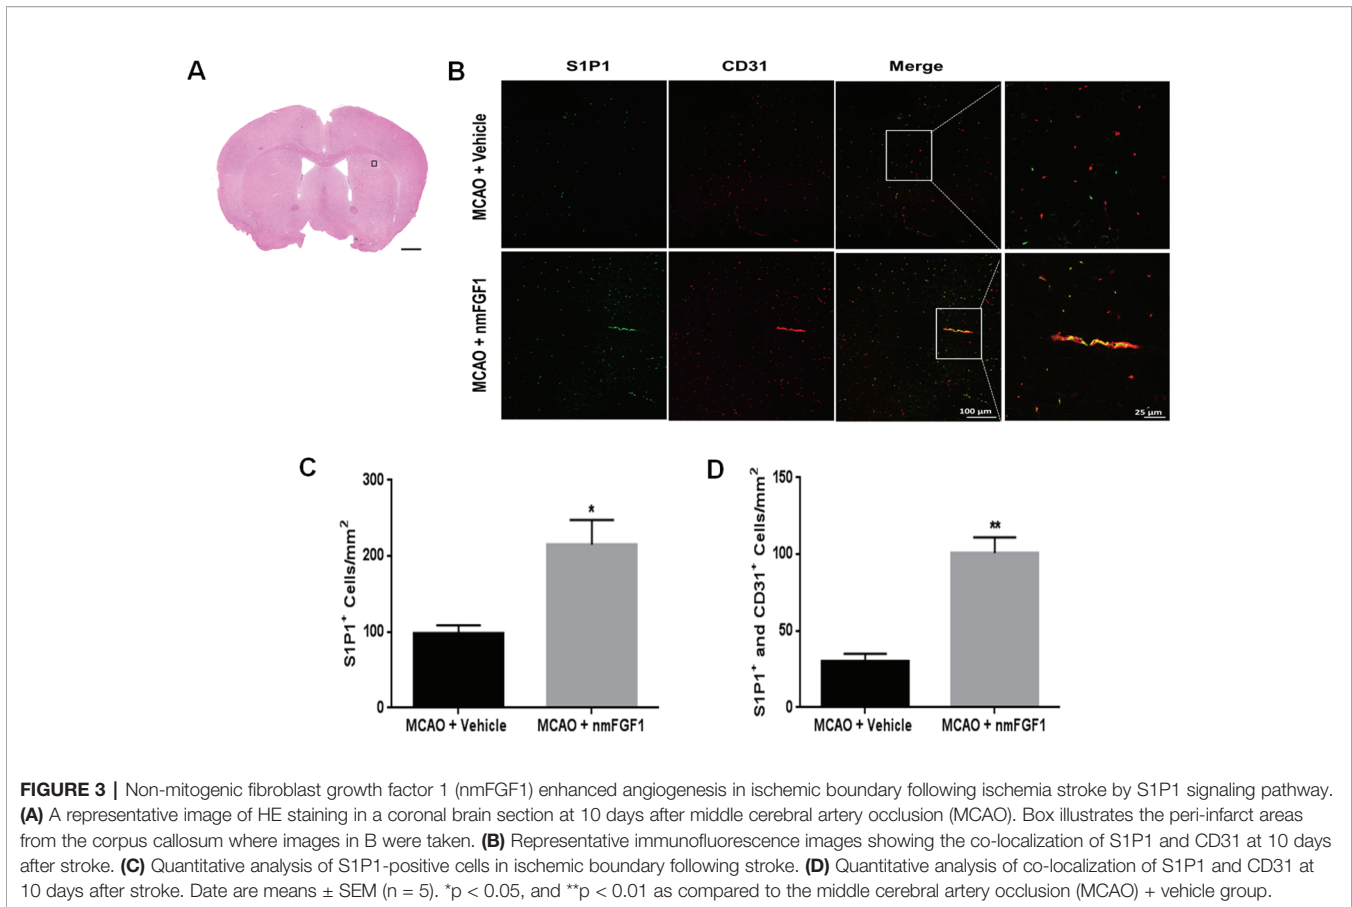 A
B
S1P1
CD31
Merge
MCAO + Vehicle
MCAO + nmFGF1
100 µm
25 µm
C
S1P1+ Cells/mm2
300
200
100
0
*
MCAO + Vehicle
MCAO + nmFGF1
D
S1P1+ and CD31+ Cells/mm2
150
100
50
0
**
MCAO + Vehicle
MCAO + nmFGF1
FIGURE 3 | Non-mitogenic fibroblast growth factor 1 (nmFGF1) enhanced angiogenesis in ischemic boundary following ischemia stroke by S1P1 signaling pathway.
(A) A representative image of HE staining in a coronal brain section at 10 days after middle cerebral artery occlusion (MCAO). Box illustrates the peri-infarct areas
from the corpus callosum where images in B were taken. (B) Representative immunofluorescence images showing the co-localization of S1P1 and CD31 at 10 days
after stroke. (C) Quantitative analysis of S1P1-positive cells in ischemic boundary following stroke. (D) Quantitative analysis of co-localization of S1P1 and CD31 at
10 days after stroke. Date are means ± SEM (n = 5). *p < 0.05, and **p < 0.01 as compared to the middle cerebral artery occlusion (MCAO) + vehicle group.